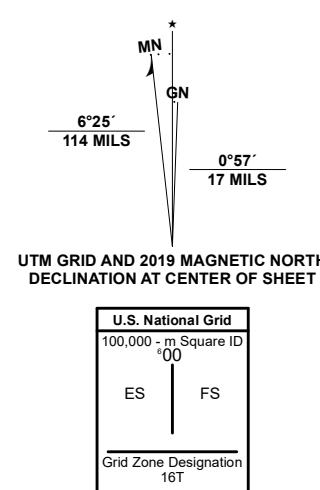 ★
MN
GN
6°25´
114 MILS
0°57´
17 MILS
UTM GRID AND 2019 MAGNETIC NORTH
DECLINATION AT CENTER OF SHEET
U.S. National Grid
100,000 - m Square ID
⁶00
ES FS
Grid Zone Designation
16T